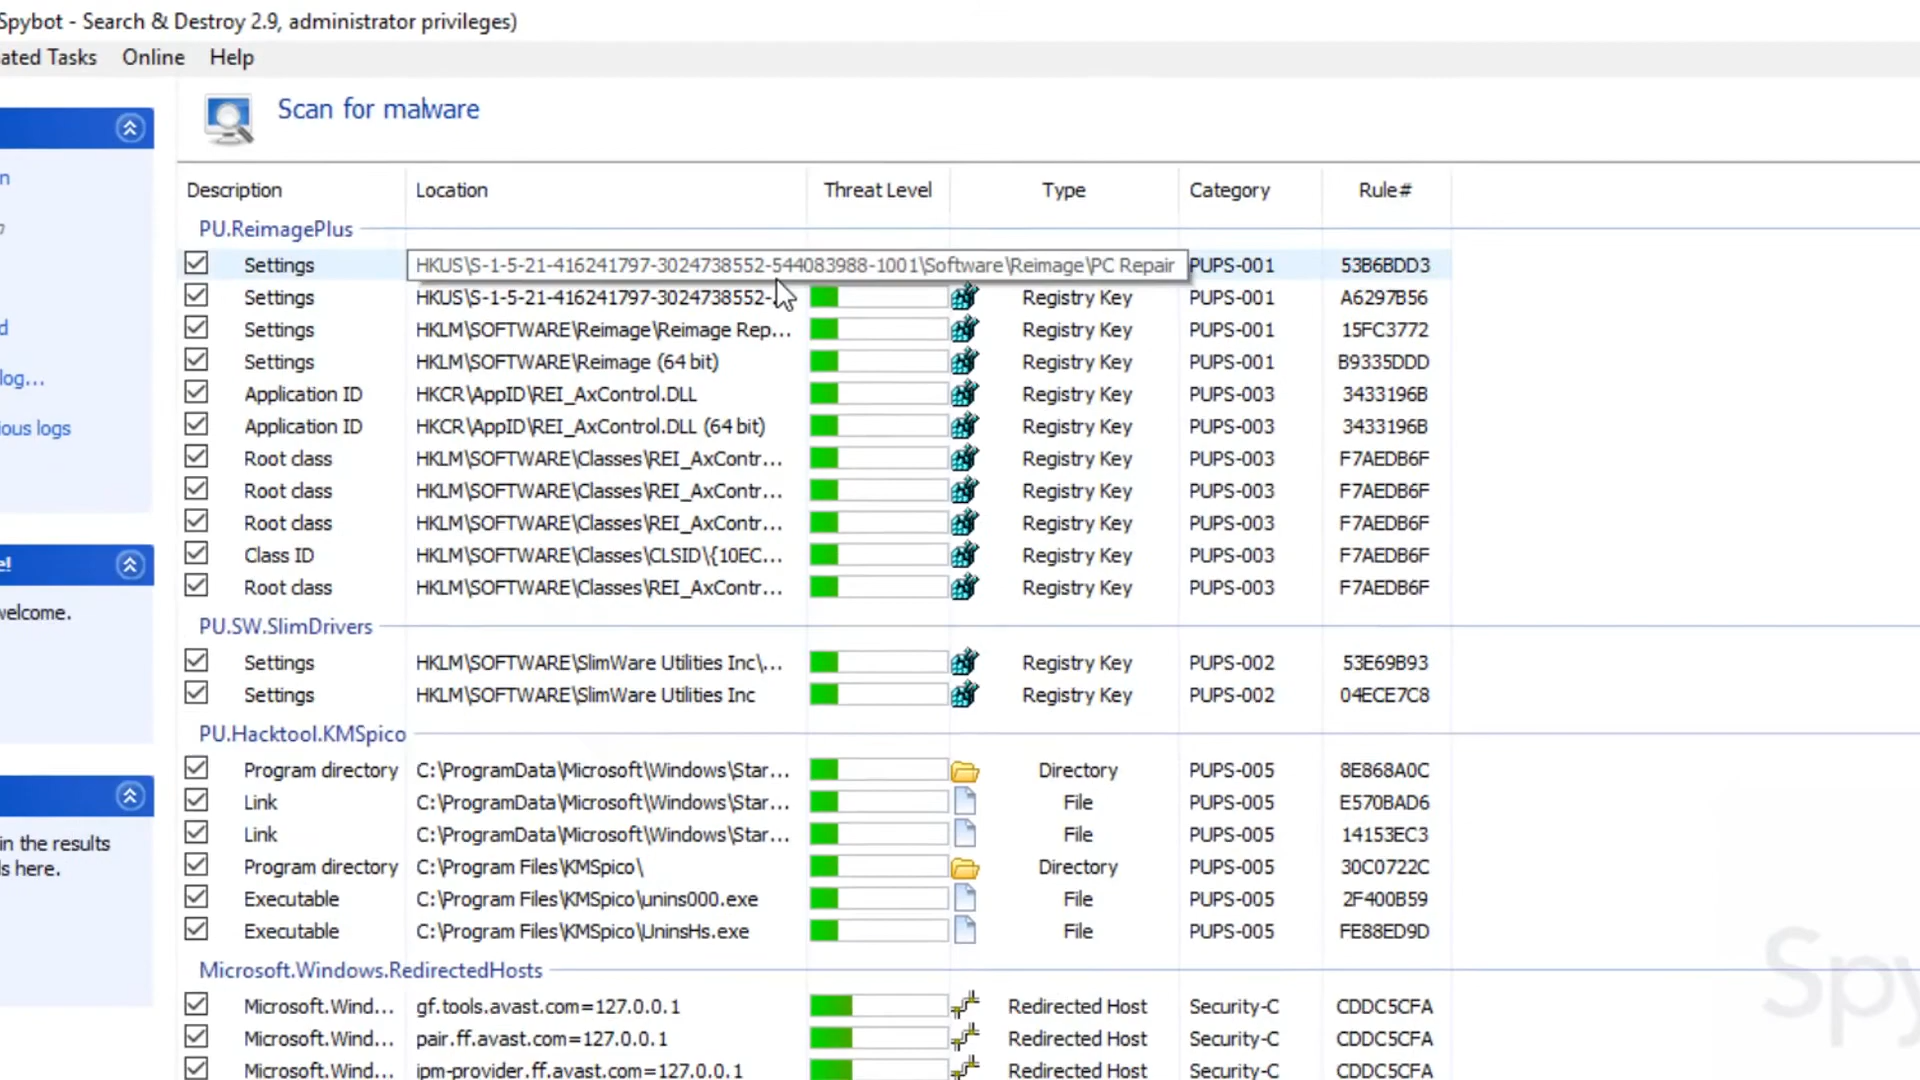 Spybot - Search & Destroy 2.9, administrator privileges)
ated Tasks Online Help
Scan for malware
Description Location Threat Level Type Category Rule#
PU.ReimagePlus
Settings HKUS\S-1-5-21-416241797-3024738552-544083988-1001\Software\Reimage\PC Repair PUPS-001 53B6BDD3
Settings HKUS\S-1-5-21-416241797-3024738552- Registry Key PUPS-001 A6297B56
Settings HKLM\SOFTWARE\Reimage\Reimage Rep... Registry Key PUPS-001 15FC3772
Settings HKLM\SOFTWARE\Reimage (64 bit) Registry Key PUPS-001 B9335DDD
Application ID HKCR\AppID\REI_AxControl.DLL Registry Key PUPS-003 3433196B
Application ID HKCR\AppID\REI_AxControl.DLL (64 bit) Registry Key PUPS-003 3433196B
Root class HKLM\SOFTWARE\Classes\REI_AxContr... Registry Key PUPS-003 F7AEDB6F
Root class HKLM\SOFTWARE\Classes\REI_AxContr... Registry Key PUPS-003 F7AEDB6F
Root class HKLM\SOFTWARE\Classes\REI_AxContr... Registry Key PUPS-003 F7AEDB6F
Class ID HKLM\SOFTWARE\Classes\CLSID\{10EC... Registry Key PUPS-003 F7AEDB6F
Root class HKLM\SOFTWARE\Classes\REI_AxContr... Registry Key PUPS-003 F7AEDB6F
PU.SW.SlimDrivers
Settings HKLM\SOFTWARE\SlimWare Utilities Inc\... Registry Key PUPS-002 53E69B93
Settings HKLM\SOFTWARE\SlimWare Utilities Inc Registry Key PUPS-002 04ECE7C8
PU.Hacktool.KMSpico
Program directory C:\ProgramData\Microsoft\Windows\Star... Directory PUPS-005 8E868A0C
Link C:\ProgramData\Microsoft\Windows\Star... File PUPS-005 E570BAD6
Link C:\ProgramData\Microsoft\Windows\Star... File PUPS-005 14153EC3
Program directory C:\Program Files\KMSpico\ Directory PUPS-005 30C0722C
Executable C:\Program Files\KMSpico\unins000.exe File PUPS-005 2F400B59
Executable C:\Program Files\KMSpico\UninsHs.exe File PUPS-005 FE88ED9D
Microsoft.Windows.RedirectedHosts
Microsoft.Wind... gf.tools.avast.com=127.0.0.1 Redirected Host Security-C CDDC5CFA
Microsoft.Wind... pair.ff.avast.com=127.0.0.1 Redirected Host Security-C CDDC5CFA
Microsoft.Wind... ipm-provider.ff.avast.com=127.0.0.1 Redirected Host Security-C CDDC5CFA
n
d
log...
ious logs
e!
welcome.
in the results
s here.
Spy